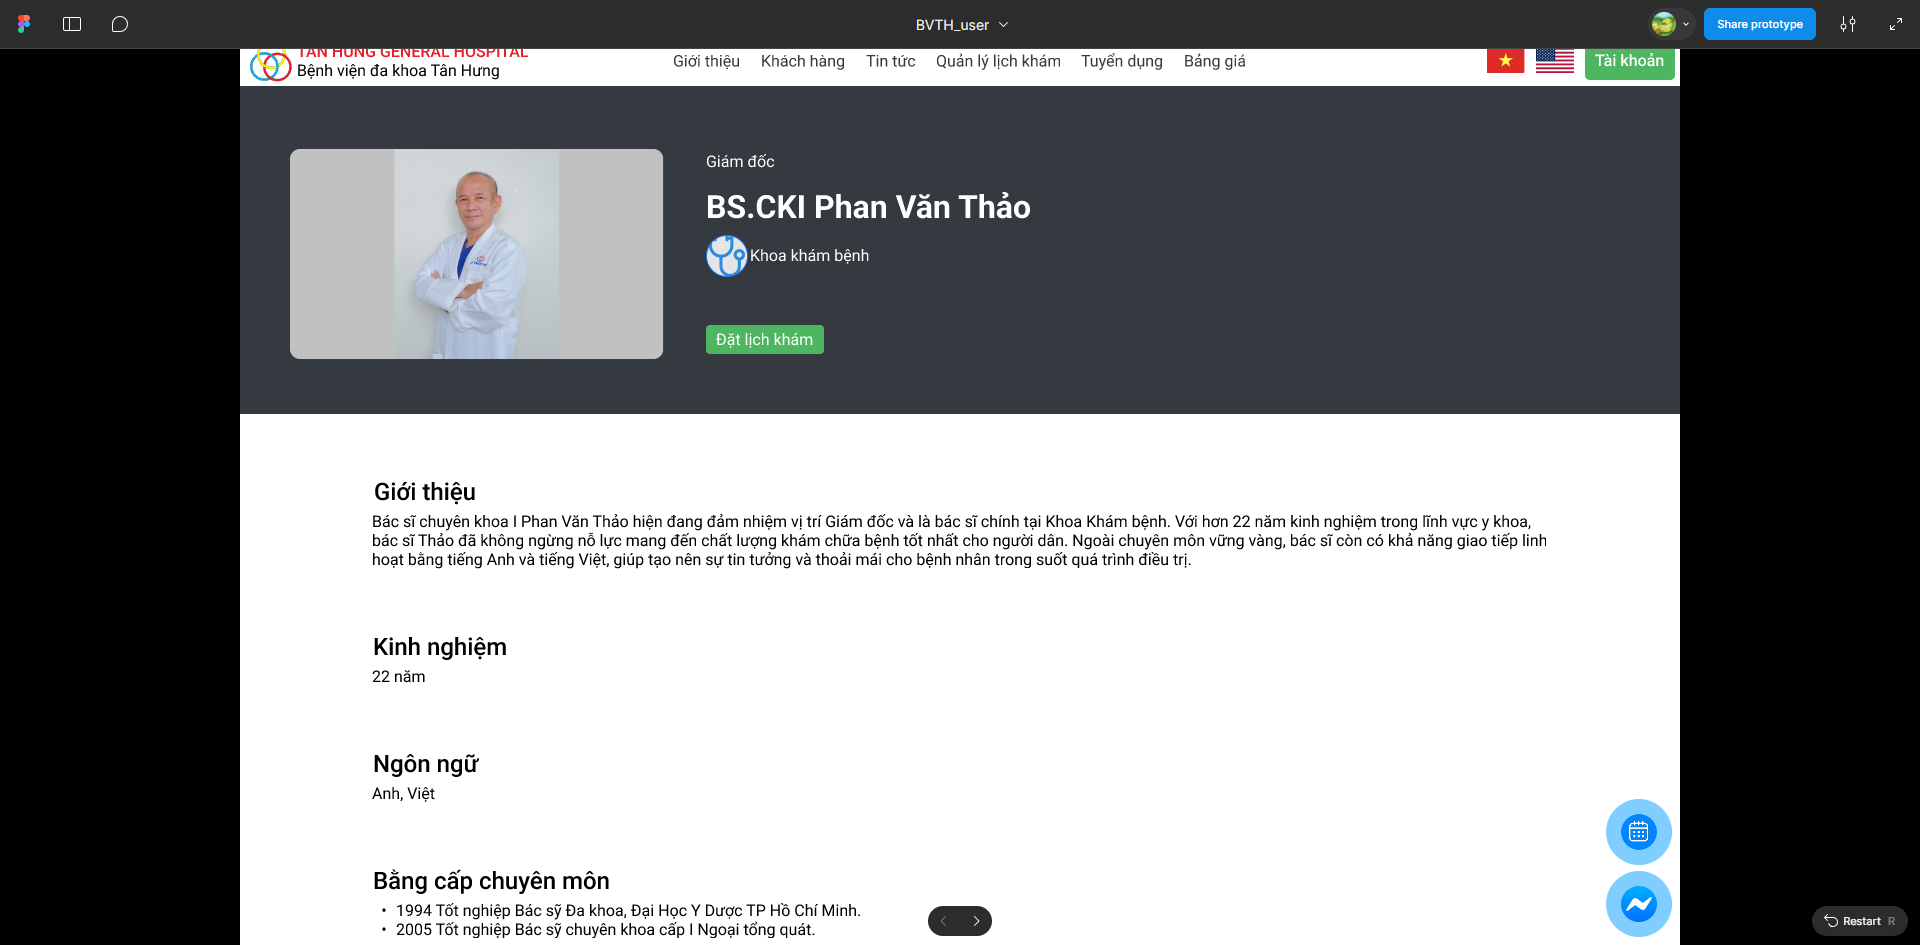 BVTH_user
Share prototype
TAN HUNG GENERAL HOSPITAL
Bệnh viện đa khoa Tân Hưng
Giới thiệu Khách hàng Tin tức Quản lý lịch khám Tuyển dụng Bảng giá
Tài khoản
Giám đốc
BS.CKI Phan Văn Thảo
Khoa khám bệnh
Đặt lịch khám
Giới thiệu
Bác sĩ chuyên khoa I Phan Văn Thảo hiện đang đảm nhiệm vị trí Giám đốc và là bác sĩ chính tại Khoa Khám bệnh. Với hơn 22 năm kinh nghiệm trong lĩnh vực y khoa,
bác sĩ Thảo đã không ngừng nỗ lực mang đến chất lượng khám chữa bệnh tốt nhất cho người dân. Ngoài chuyên môn vững vàng, bác sĩ còn có khả năng giao tiếp linh
hoạt bằng tiếng Anh và tiếng Việt, giúp tạo nên sự tin tưởng và thoải mái cho bệnh nhân trong suốt quá trình điều trị.
Kinh nghiệm
22 năm
Ngôn ngữ
Anh, Việt
Bằng cấp chuyên môn
• 1994 Tốt nghiệp Bác sỹ Đa khoa, Đại Học Y Dược TP Hồ Chí Minh.
• 2005 Tốt nghiệp Bác sỹ chuyên khoa cấp I Ngoại tổng quát.
Restart R